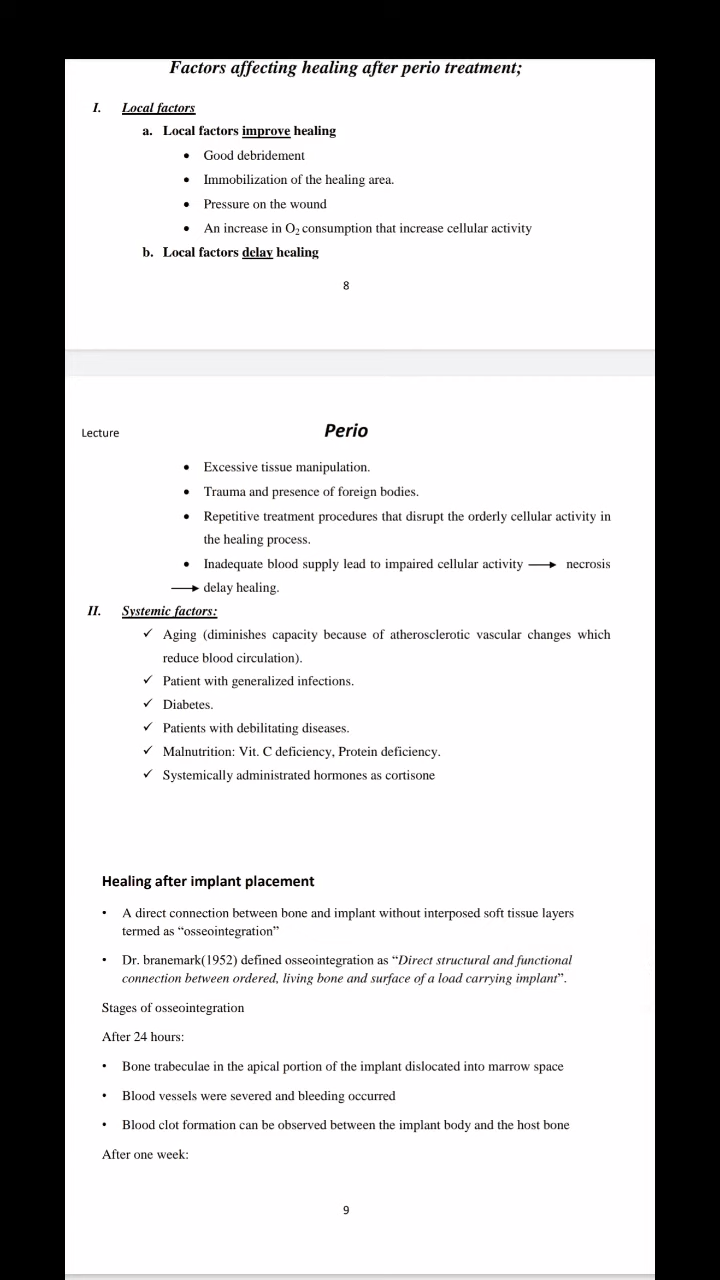 Factors affecting healing after perio treatment;
I. Local factors
a. Local factors improve healing
• Good debridement
• Immobilization of the healing area.
• Pressure on the wound
• An increase in O2 consumption that increase cellular activity
b. Local factors delay healing
8
Lecture Perio
• Excessive tissue manipulation.
• Trauma and presence of foreign bodies.
• Repetitive treatment procedures that disrupt the orderly cellular activity in
the healing process.
• Inadequate blood supply lead to impaired cellular activity → necrosis
→ delay healing.
II. Systemic factors:
✓ Aging (diminishes capacity because of atherosclerotic vascular changes which
reduce blood circulation).
✓ Patient with generalized infections.
✓ Diabetes.
✓ Patients with debilitating diseases.
✓ Malnutrition: Vit. C deficiency, Protein deficiency.
✓ Systemically administrated hormones as cortisone
Healing after implant placement
• A direct connection between bone and implant without interposed soft tissue layers
termed as “osseointegration”
• Dr. branemark(1952) defined osseointegration as “Direct structural and functional
connection between ordered, living bone and surface of a load carrying implant”.
Stages of osseointegration
After 24 hours:
• Bone trabeculae in the apical portion of the implant dislocated into marrow space
• Blood vessels were severed and bleeding occurred
• Blood clot formation can be observed between the implant body and the host bone
After one week:
9